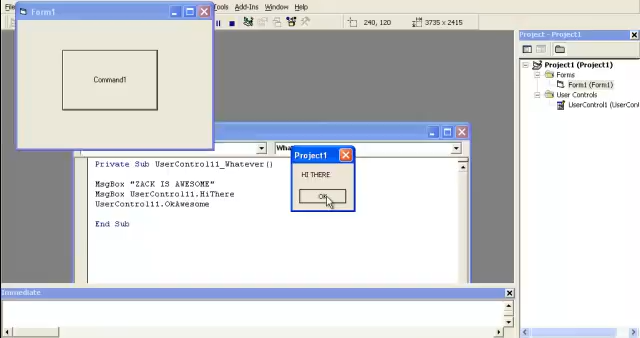 Tools Add-Ins Window Help
Form1
240, 120
3735 x 2415
Project - Project1
Command1
Project1 (Project1)
Forms
Form1 (Form1)
User Controls
UserControl1
Private Sub UserControl11_Whatever()
MsgBox "ZACK IS AWESOME"
MsgBox UserControl11.HiThere
UserControl11.OkAwesome
End Sub
Project1
HI THERE
OK
Immediate